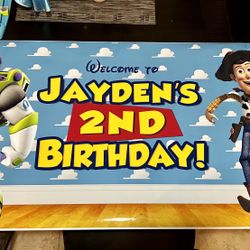 Welcome to
JAYDEN'S
2ND
BIRTHDAY!